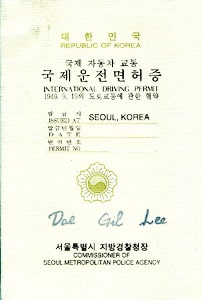 대 한 민 국
REPUBLIC OF KOREA
국제 자동차 교통
국제운전면허증
INTERNATIONAL DRIVING PERMIT
1949. 9. 19의 도로교통에 관한 협약
발 급 지
ISSUED AT SEOUL, KOREA
발급년월일
D A T E
면 허 번 호
PERMIT NO
Dae Gil Lee
서울특별시 지방경찰청장
COMMISSIONER OF
SEOUL METROPOLITAN POLICE AGENCY